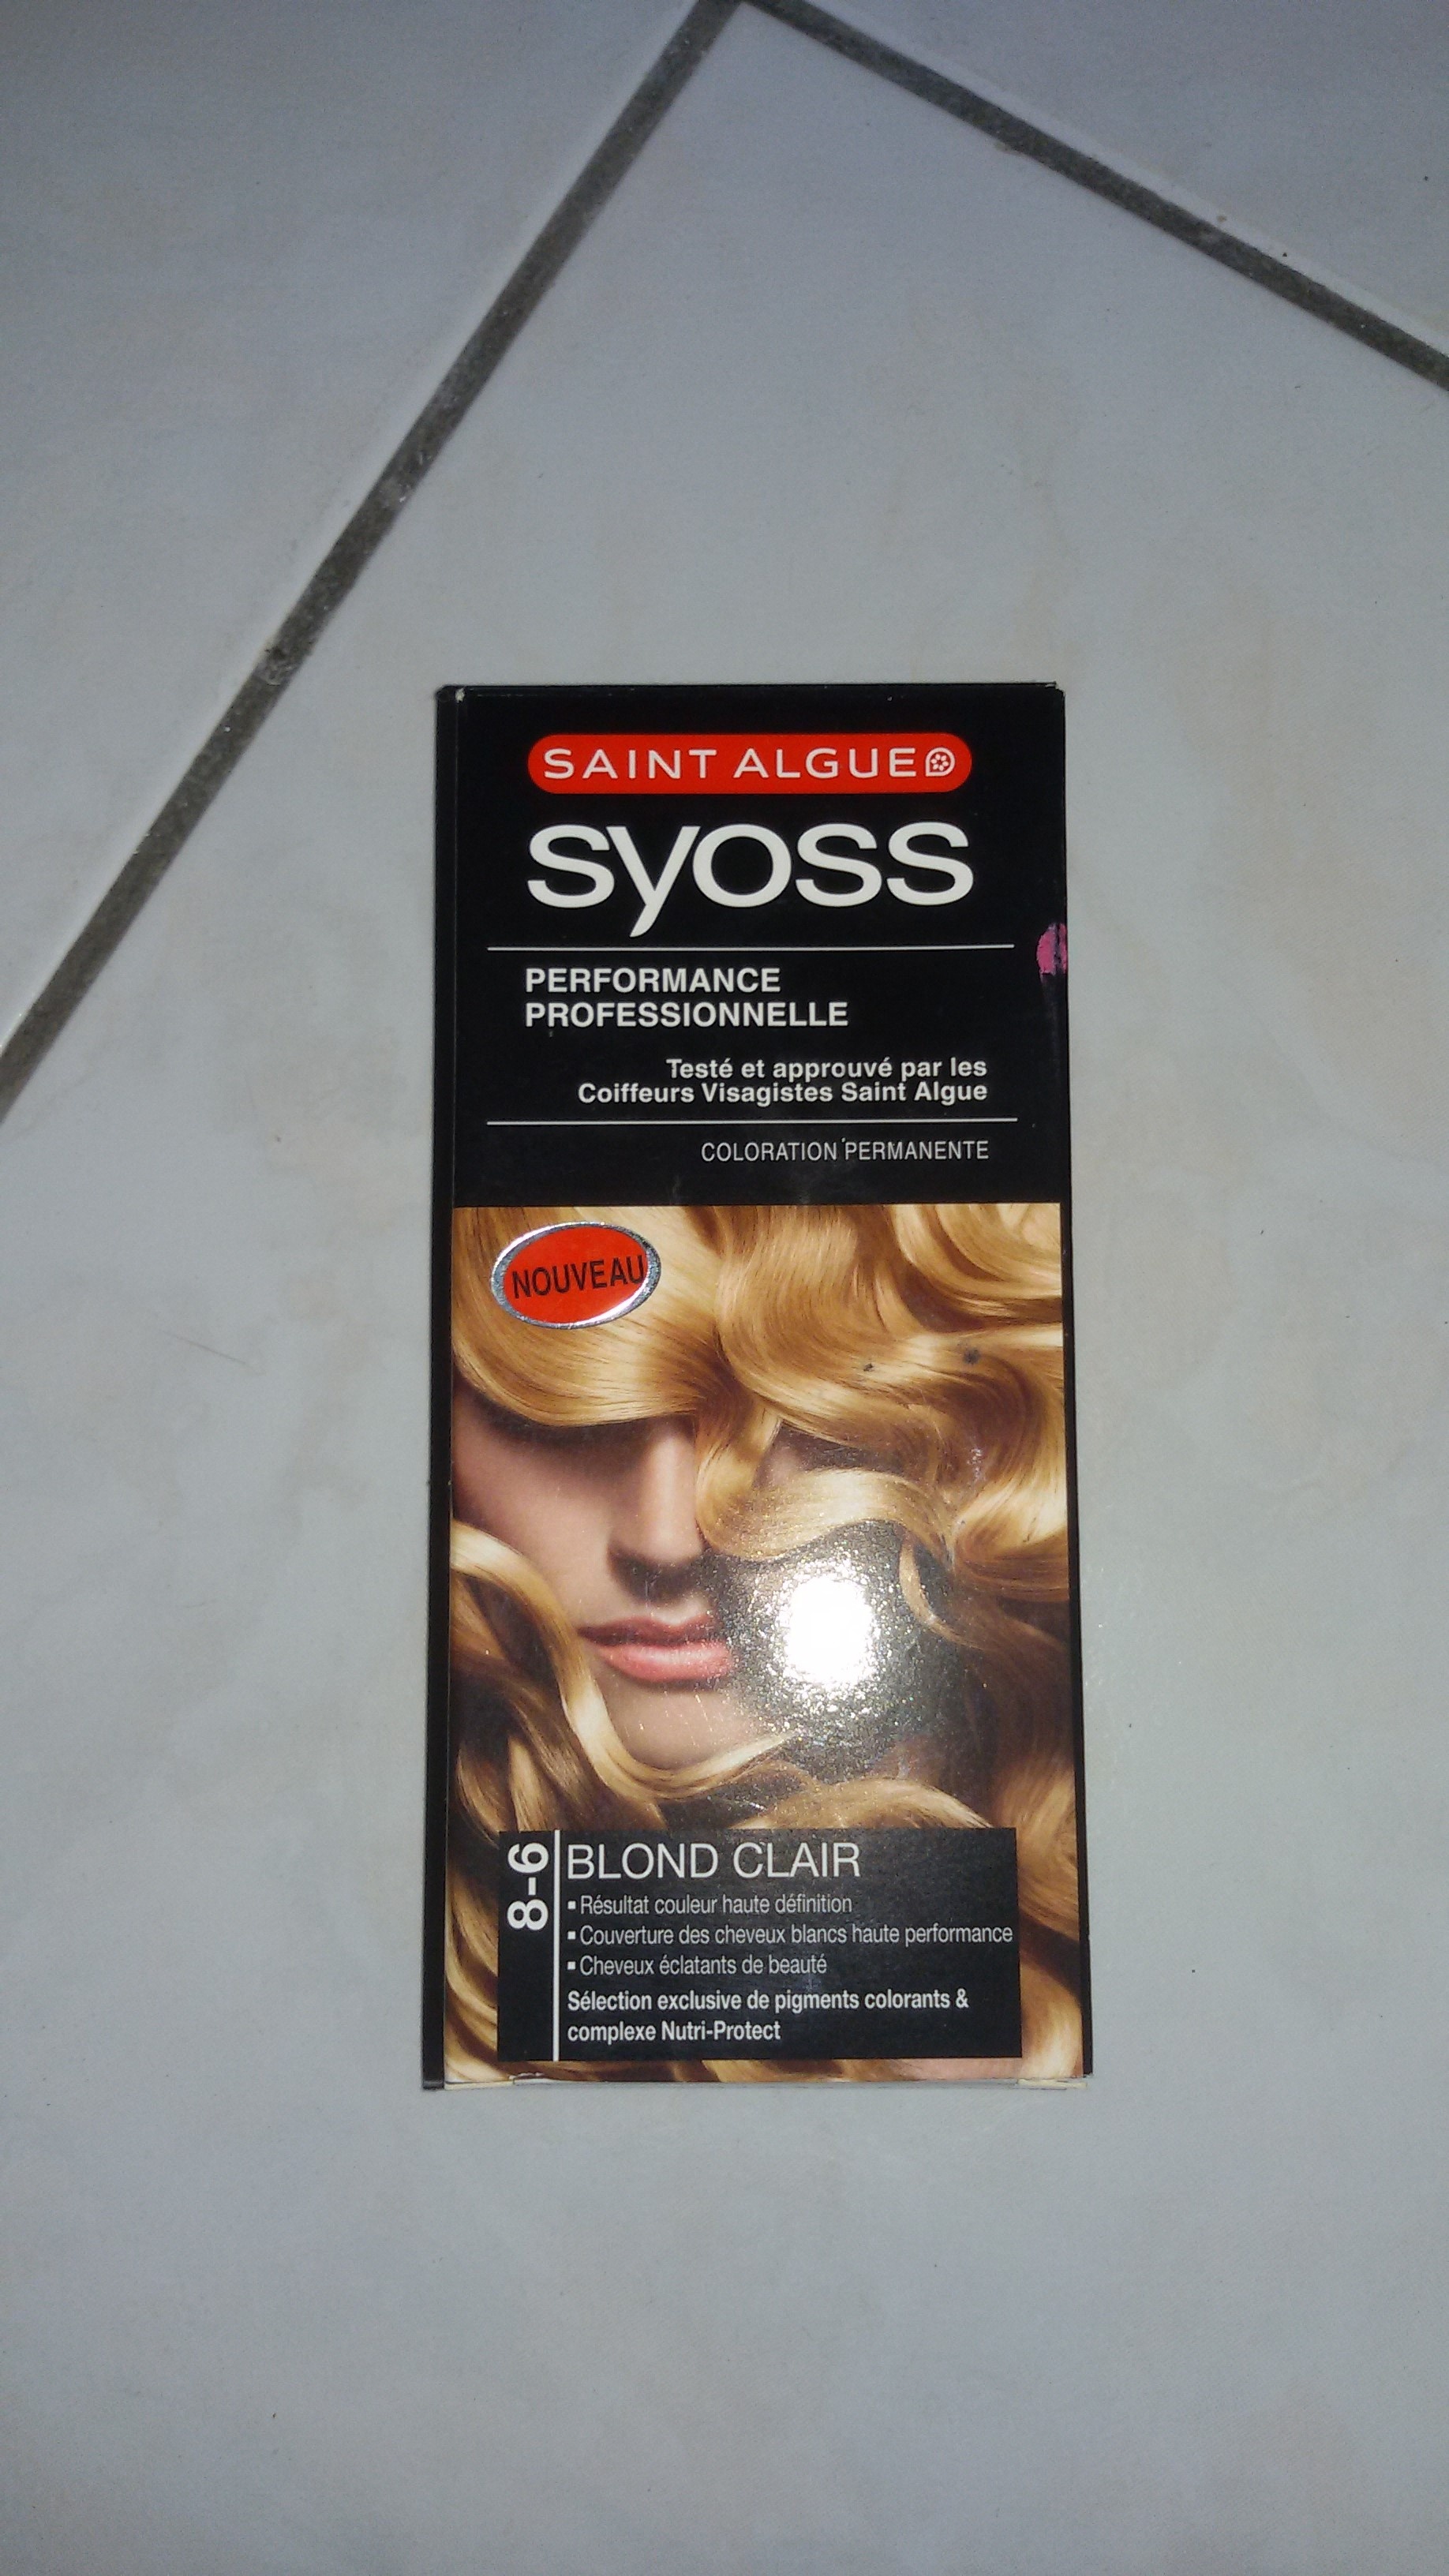 SAINT ALGUE
syoss
PERFORMANCE
PROFESSIONNELLE
Testé et approuvé par les
Coiffeurs Visagistes Saint Algue
COLORATION PERMANENTE
NOUVEAU
8-6
BLOND CLAIR
▪ Résultat couleur haute définition
▪ Couverture des cheveux blancs haute performance
▪ Cheveux éclatants de beauté
Sélection exclusive de pigments colorants &
complexe Nutri-Protect